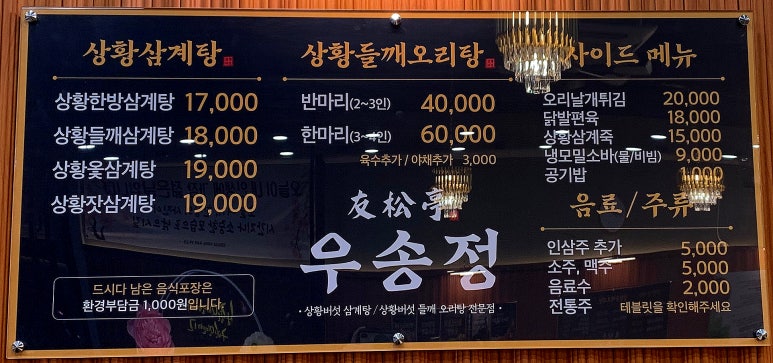 상황삼계탕
상황한방삼계탕 17,000
상황들깨삼계탕 18,000
상황옻삼계탕 19,000
상황잣삼계탕 19,000
드시다 남은 음식포장은
환경부담금 1,000원입니다.
상황들깨오리탕
반마리(2~3인) 40,000
한마리(3~4인) 60,000
육수추가 / 야채추가 3,000
友松亭
우송정
· 상황버섯 삼계탕 / 상황버섯 들깨 오리탕 전문점 ·
사이드 메뉴
오리날개튀김 20,000
닭발편육 18,000
상황삼계죽 15,000
냉모밀소바(물/비빔) 9,000
공기밥 1,000
음료/주류
인삼주 추가 5,000
소주, 맥주 5,000
음료수 2,000
전통주 테블릿을 확인해주세요